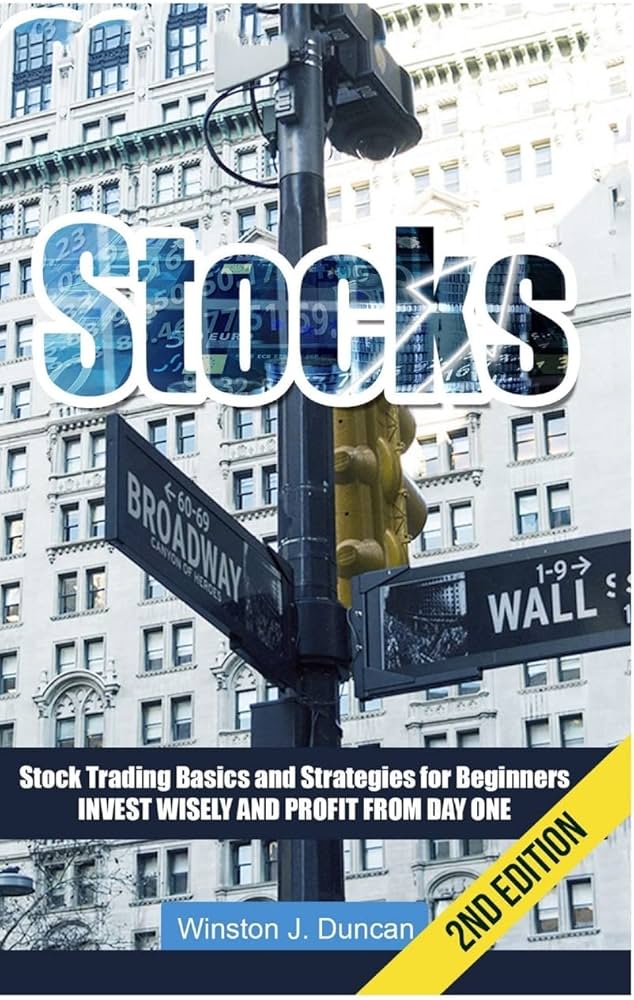 Stocks
←60-69
BROADWAY
CANYON OF HEROES
1-9→
WALL
Stock Trading Basics and Strategies for Beginners
INVEST WISELY AND PROFIT FROM DAY ONE
2ND EDITION
Winston J. Duncan